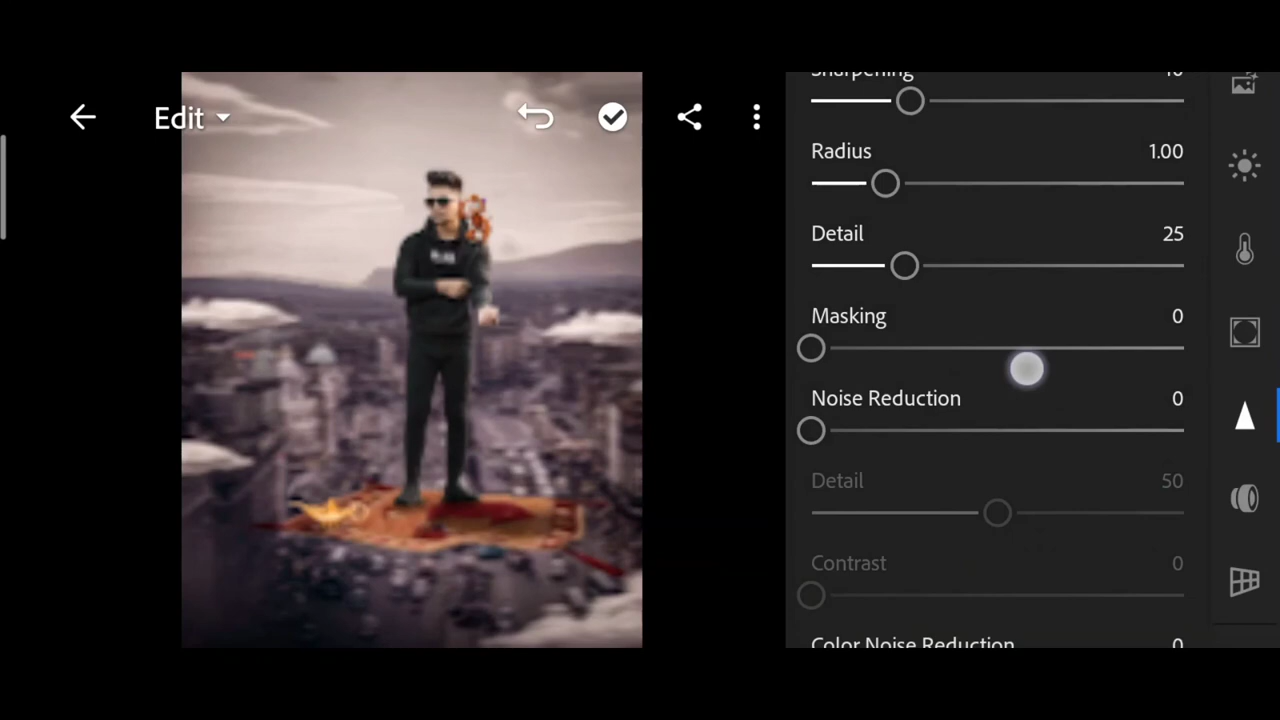 Edit
Sharpening
Radius 1.00
Detail 25
Masking 0
Noise Reduction 0
Detail 50
Contrast 0
Color Noise Reduction 0